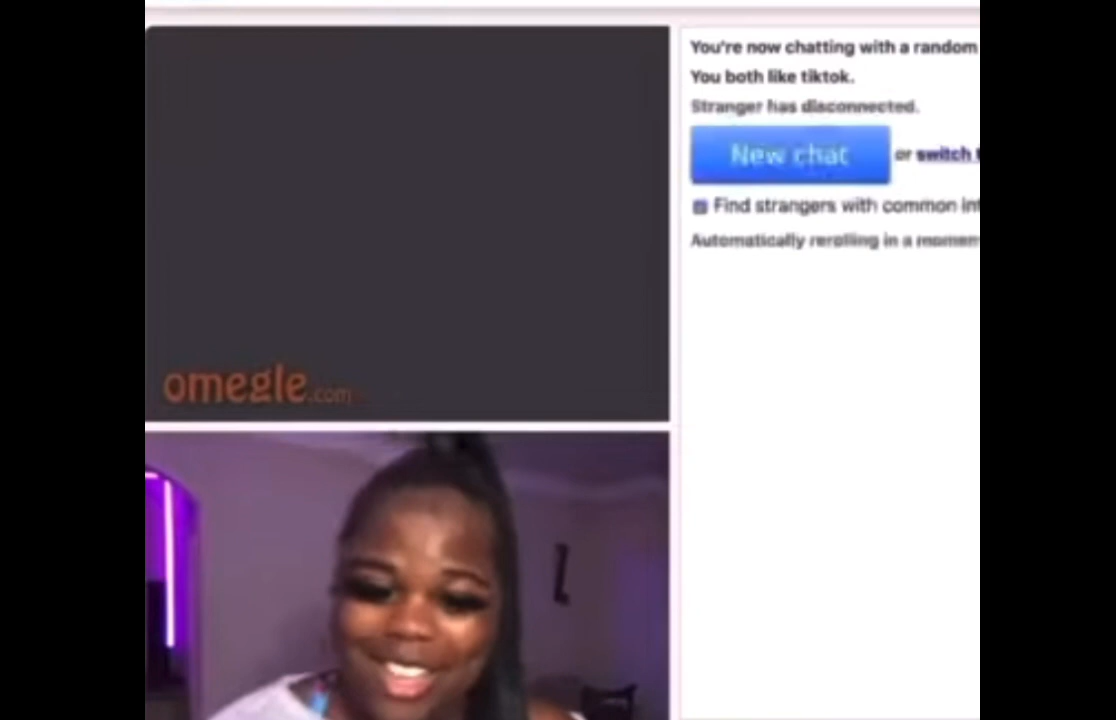 You're now chatting with a random
You both like tiktok.
Stranger has disconnected.
New chat or switch
Find strangers with common
Automatically rerolling in a
omegle.com